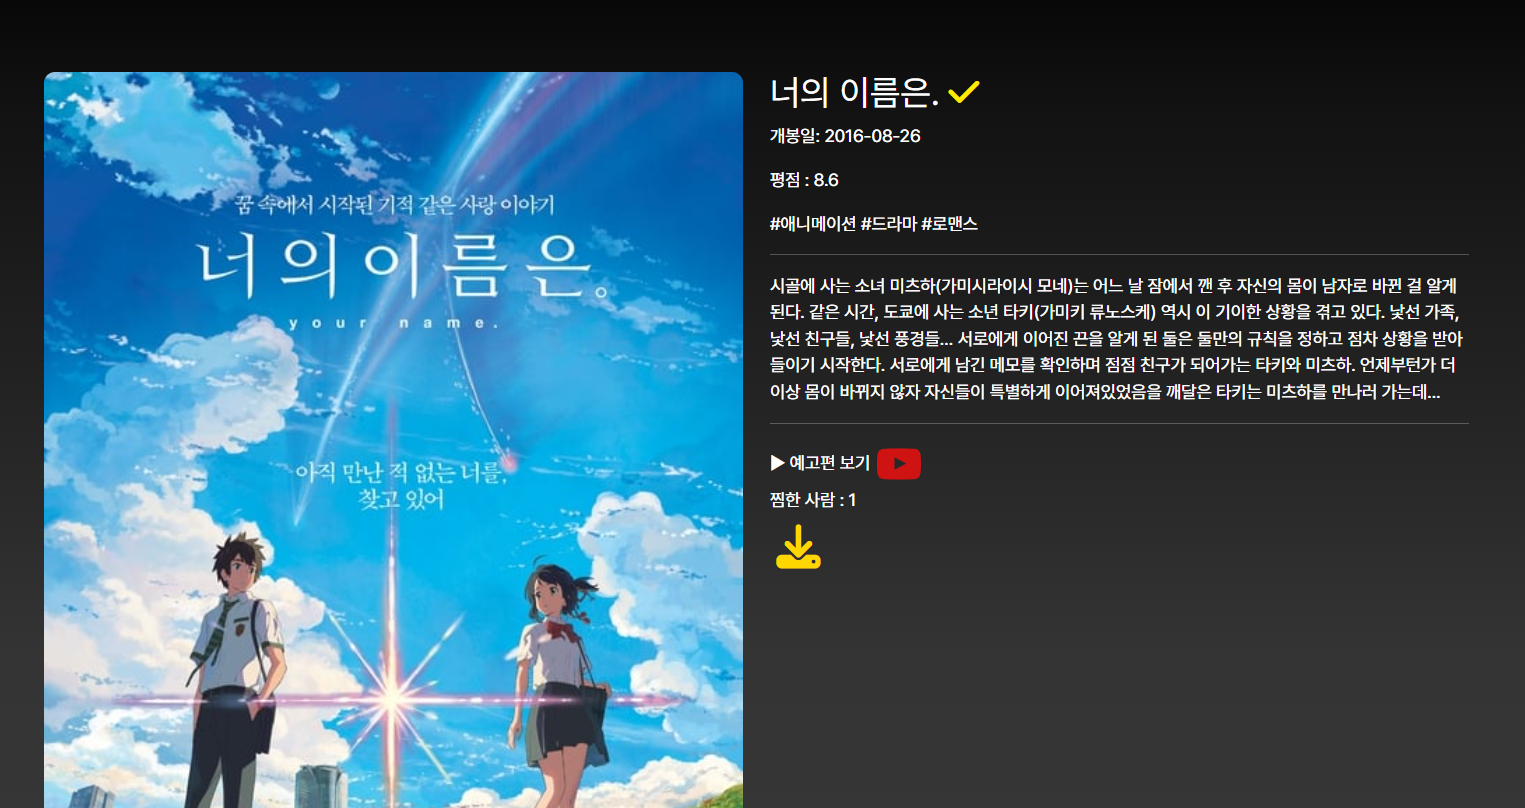 꿈 속에서 시작된 기적 같은 사랑 이야기
너의 이름은。
your name.
아직 만난 적 없는 너를,
찾고 있어
너의 이름은.
개봉일: 2016-08-26
평점 : 8.6
#애니메이션 #드라마 #로맨스
시골에 사는 소녀 미츠하(가미시라이시 모네)는 어느 날 잠에서 깬 후 자신의 몸이 남자로 바뀐 걸 알게
된다. 같은 시간, 도쿄에 사는 소년 타키(가미키 류노스케) 역시 이 기이한 상황을 겪고 있다. 낯선 가족,
낯선 친구들, 낯선 풍경들... 서로에게 이어진 끈을 알게 된 둘은 둘만의 규칙을 정하고 점차 상황을 받아
들이기 시작한다. 서로에게 남긴 메모를 확인하며 점점 친구가 되어가는 타키와 미츠하. 언제부턴가 더
이상 몸이 바뀌지 않자 자신들이 특별하게 이어져있었음을 깨달은 타키는 미츠하를 만나러 가는데...
▶ 예고편 보기
찜한 사람 : 1